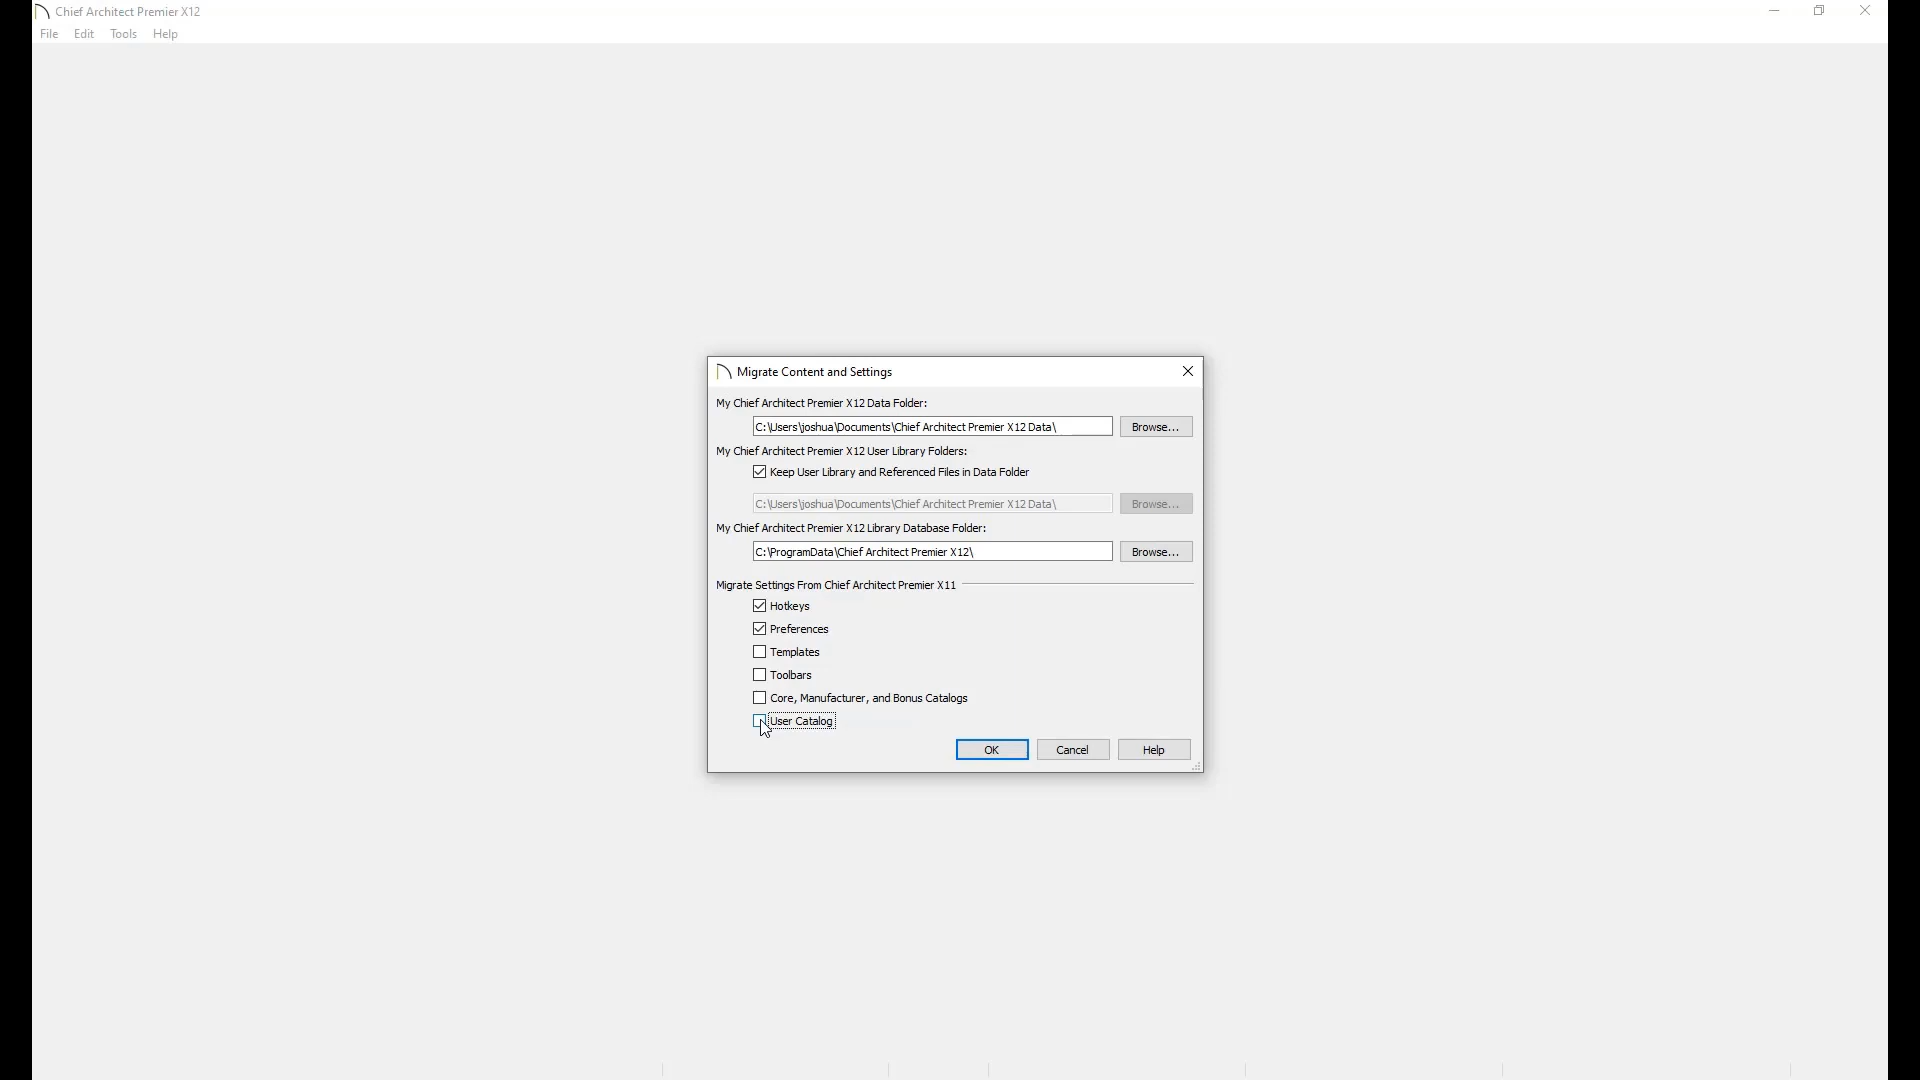 Chief Architect Premier X12
File Edit Tools Help
Migrate Content and Settings
My Chief Architect Premier X12 Data Folder:
C:\Users\joshua\Documents\Chief Architect Premier X12 Data\ Browse...
My Chief Architect Premier X12 User Library Folders:
Keep User Library and Referenced Files in Data Folder
C:\Users\joshua\Documents\Chief Architect Premier X12 Data\ Browse...
My Chief Architect Premier X12 Library Database Folder:
C:\ProgramData\Chief Architect Premier X12\ Browse...
Migrate Settings From Chief Architect Premier X11
Hotkeys
Preferences
Templates
Toolbars
Core, Manufacturer, and Bonus Catalogs
User Catalog
OK Cancel Help